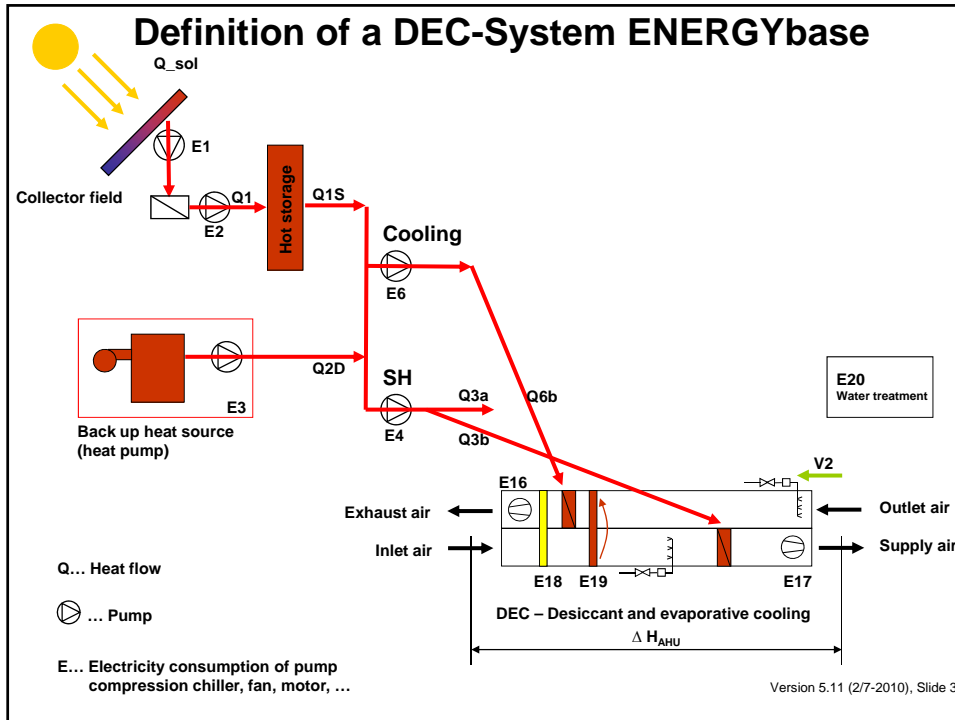 Definition of a DEC-System ENERGYbase
Q_sol
E1
Collector field
E2
Q1
Hot storage
Q1S
Cooling
E6
E3
Q2D
Back up heat source
(heat pump)
SH
E4
Q3a
Q3b
Q6b
E20
Water treatment
V2
E16
Exhaust air
Outlet air
Inlet air
Supply air
E18
E19
E17
DEC – Desiccant and evaporative cooling
Δ HAHU
Q... Heat flow
... Pump
E... Electricity consumption of pump
compression chiller, fan, motor, ...
Version 5.11 (2/7-2010), Slide 3